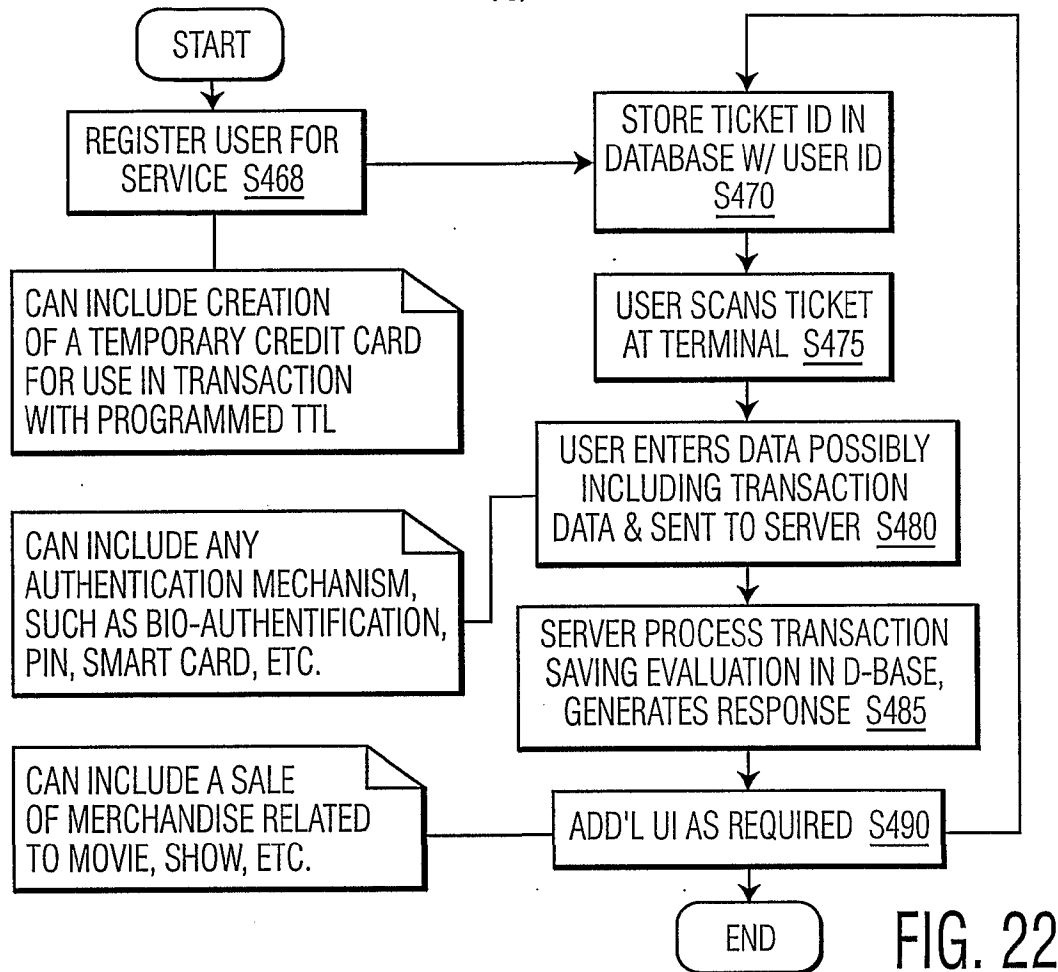 START
REGISTER USER FOR
SERVICE S468
STORE TICKET ID IN
DATABASE W/ USER ID
S470
CAN INCLUDE CREATION
OF A TEMPORARY CREDIT CARD
FOR USE IN TRANSACTION
WITH PROGRAMMED TTL
USER SCANS TICKET
AT TERMINAL S475
USER ENTERS DATA POSSIBLY
INCLUDING TRANSACTION
DATA & SENT TO SERVER S480
CAN INCLUDE ANY
AUTHENTICATION MECHANISM,
SUCH AS BIO-AUTHENTIFICATION,
PIN, SMART CARD, ETC.
SERVER PROCESS TRANSACTION
SAVING EVALUATION IN D-BASE,
GENERATES RESPONSE S485
CAN INCLUDE A SALE
OF MERCHANDISE RELATED
TO MOVIE, SHOW, ETC.
ADD'L UI AS REQUIRED S490
END
FIG. 22